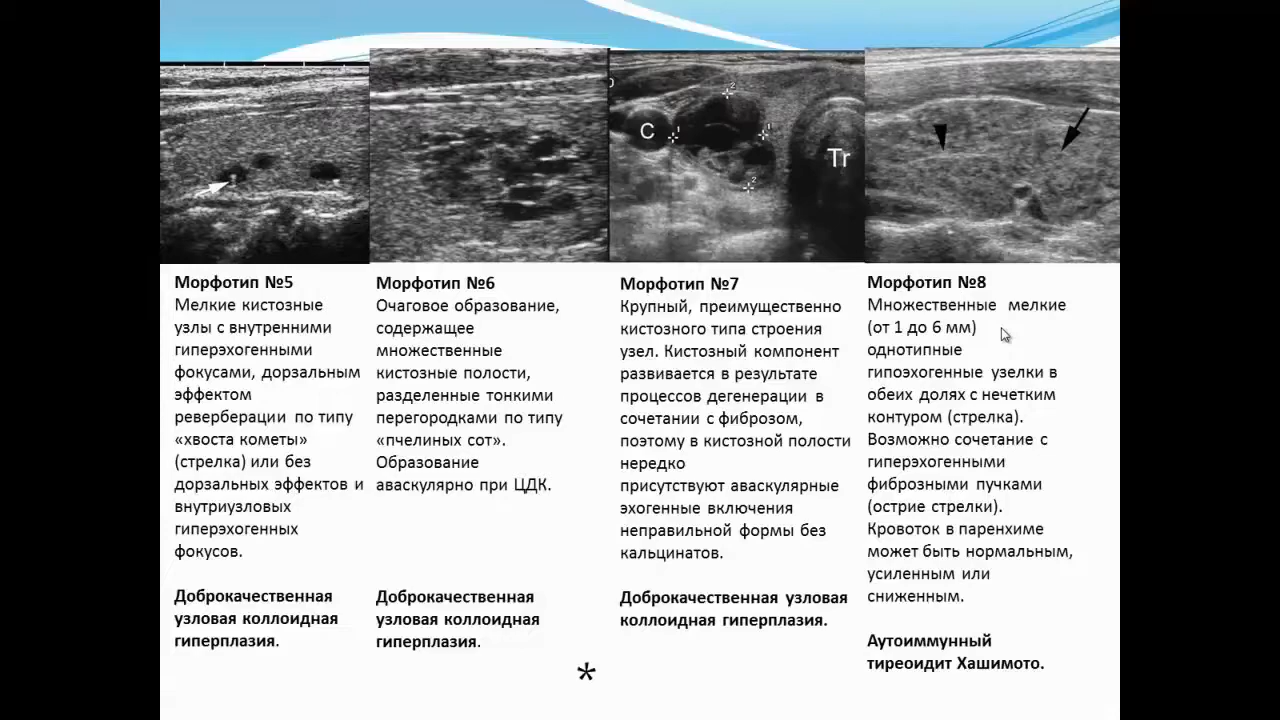 C
Tr
1
2
1
2
Морфотип №5
Мелкие кистозные
узлы с внутренними
гиперэхогенными
фокусами, дорзальным
эффектом
реверберации по типу
«хвоста кометы»
(стрелка) или без
дорзальных эффектов и
внутриузловых
гиперэхогенных
фокусов.
Доброкачественная
узловая коллоидная
гиперплазия.
Морфотип №6
Очаговое образование,
содержащее
множественные
кистозные полости,
разделенные тонкими
перегородками по типу
«пчелиных сот».
Образование
аваскулярно при ЦДК.
Доброкачественная
узловая коллоидная
гиперплазия.
Морфотип №7
Крупный, преимущественно
кистозного типа строения
узел. Кистозный компонент
развивается в результате
процессов дегенерации в
сочетании с фиброзом,
поэтому в кистозной полости
нередко
присутствуют аваскулярные
эхогенные включения
неправильной формы без
кальцинатов.
Доброкачественная узловая
коллоидная гиперплазия.
Морфотип №8
Множественные мелкие
(от 1 до 6 мм)
однотипные
гипоэхогенные узелки в
обеих долях с нечетким
контуром (стрелка).
Возможно сочетание с
гиперэхогенными
фиброзными пучками
(острие стрелки).
Кровоток в паренхиме
может быть нормальным,
усиленным или
сниженным.
Аутоиммунный
тиреоидит Хашимото.
*